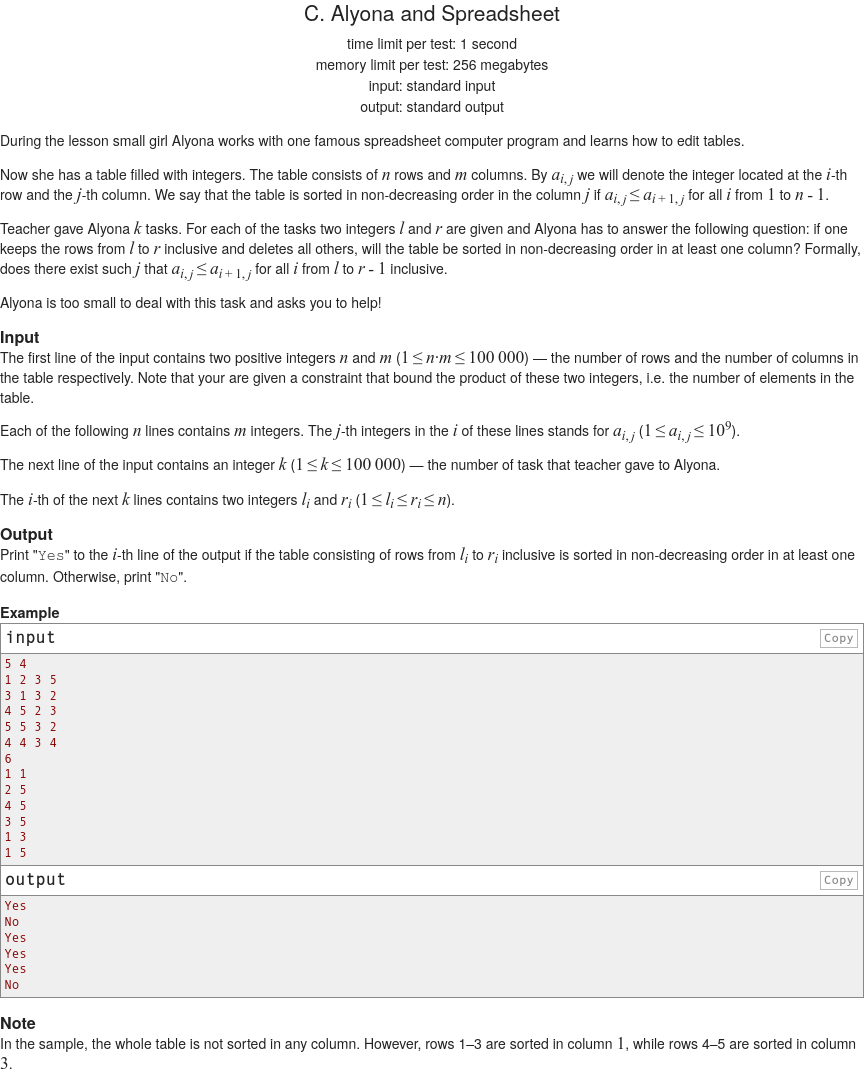 C. Alyona and Spreadsheet
time limit per test: 1 second
memory limit per test: 256 megabytes
input: standard input
output: standard output
During the lesson small girl Alyona works with one famous spreadsheet computer program and learns how to edit tables.
Now she has a table filled with integers. The table consists of n rows and m columns. By a_{i, j} we will denote the integer located at the i-th
row and the j-th column. We say that the table is sorted in non-decreasing order in the column j if a_{i, j} ≤ a_{i + 1, j} for all i from 1 to n - 1.
Teacher gave Alyona k tasks. For each of the tasks two integers l and r are given and Alyona has to answer the following question: if one
keeps the rows from l to r inclusive and deletes all others, will the table be sorted in non-decreasing order in at least one column? Formally,
does there exist such j that a_{i, j} ≤ a_{i + 1, j} for all i from l to r - 1 inclusive.
Alyona is too small to deal with this task and asks you to help!
Input
The first line of the input contains two positive integers n and m (1 ≤ n·m ≤ 100 000) — the number of rows and the number of columns in
the table respectively. Note that your are given a constraint that bound the product of these two integers, i.e. the number of elements in the
table.
Each of the following n lines contains m integers. The j-th integers in the i of these lines stands for a_{i, j} (1 ≤ a_{i, j} ≤ 10^9).
The next line of the input contains an integer k (1 ≤ k ≤ 100 000) — the number of task that teacher gave to Alyona.
The i-th of the next k lines contains two integers l_i and r_i (1 ≤ l_i ≤ r_i ≤ n).
Output
Print "Yes" to the i-th line of the output if the table consisting of rows from l_i to r_i inclusive is sorted in non-decreasing order in at least one
column. Otherwise, print "No".
Example
input Copy
5 4
1 2 3 5
3 1 3 2
4 5 2 3
5 5 3 2
4 4 3 4
6
1 1
2 5
4 5
3 5
1 3
1 5
output Copy
Yes
No
Yes
Yes
Yes
No
Note
In the sample, the whole table is not sorted in any column. However, rows 1–3 are sorted in column 1, while rows 4–5 are sorted in column
3.